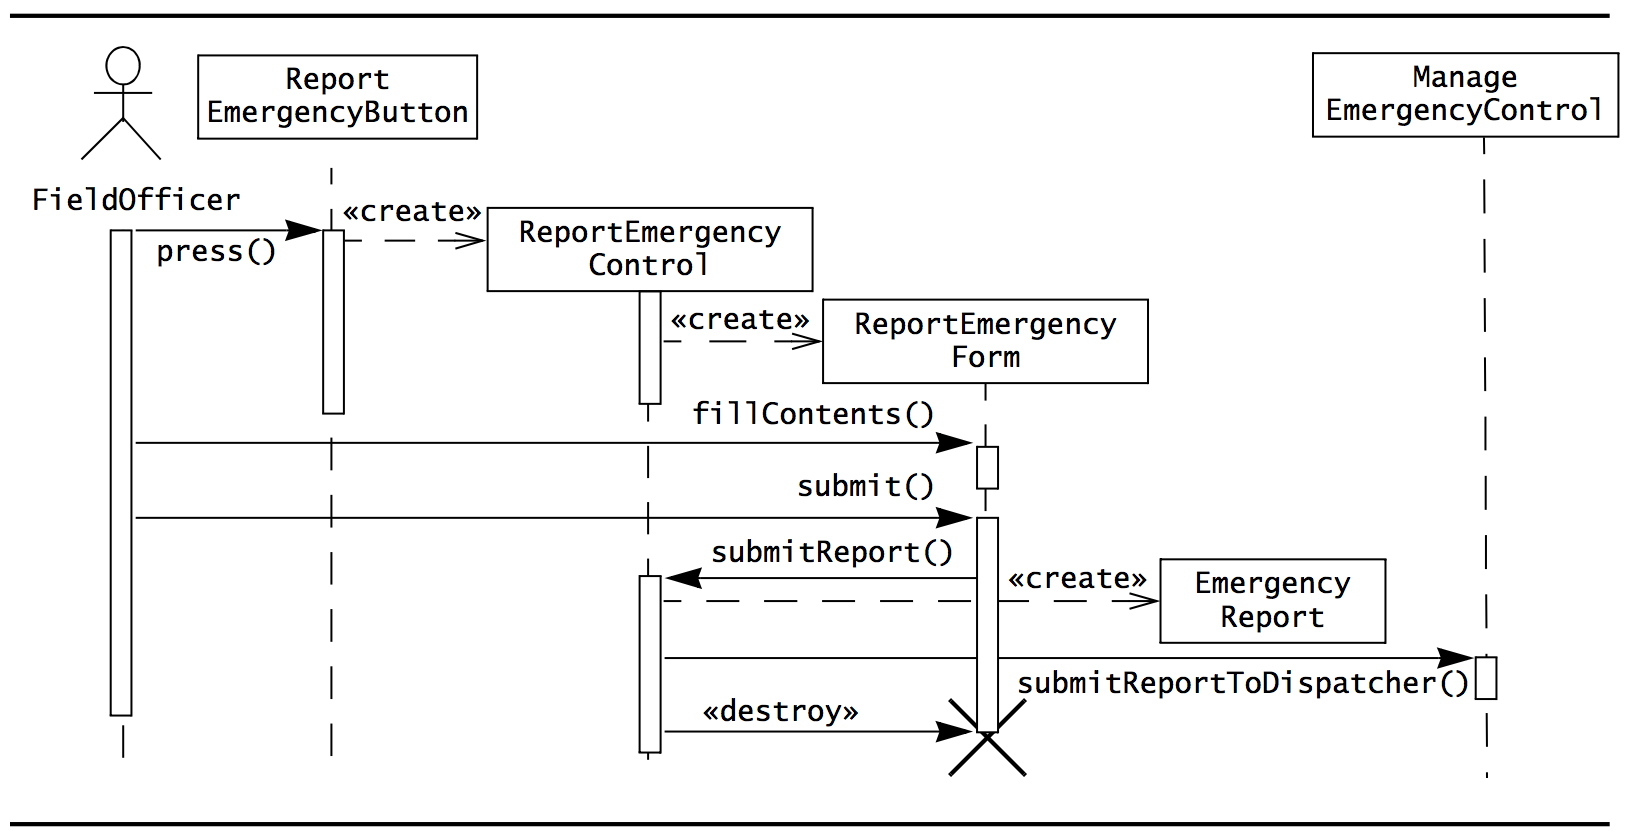 Report
EmergencyButton
Manage
EmergencyControl
FieldOfficer
«create»
press()
ReportEmergency
Control
«create»
ReportEmergency
Form
fillContents()
submit()
submitReport()
«create»
Emergency
Report
submitReportToDispatcher()
«destroy»